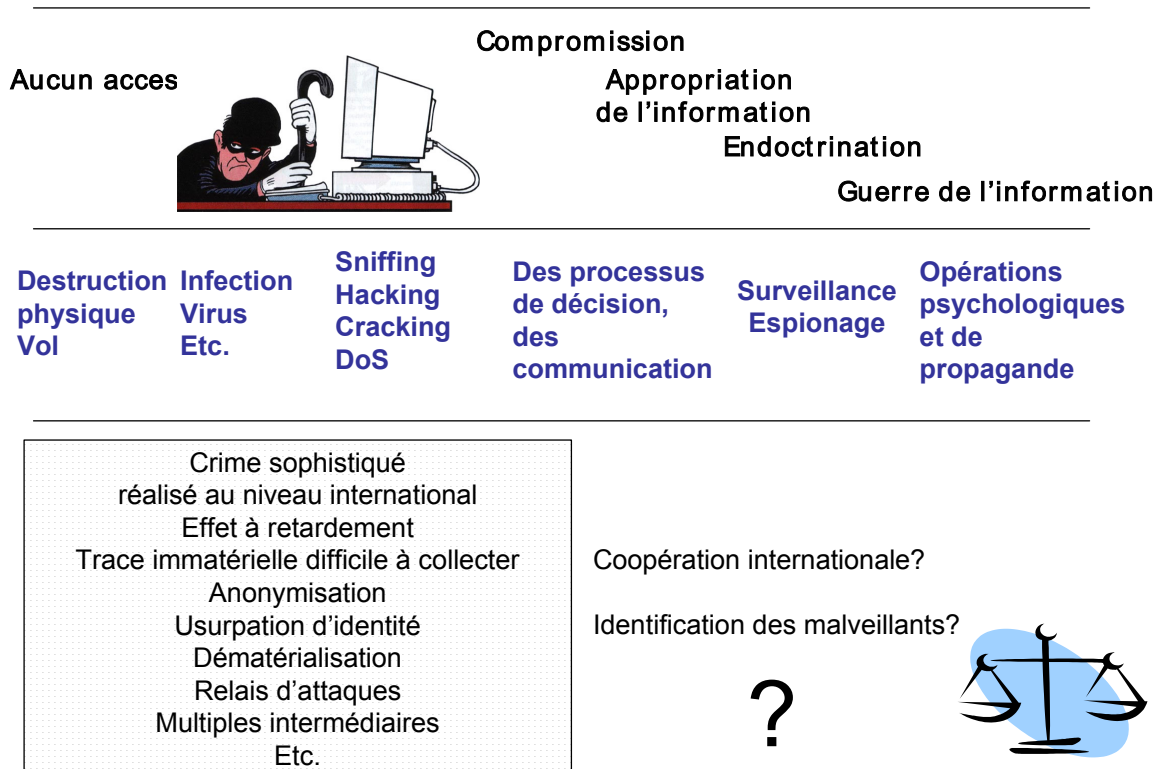 Compromission
Aucun acces
Appropriation
de l'information
Endoctrination
Guerre de l'information
Destruction
physique
Vol
Infection
Virus
Etc.
Sniffing
Hacking
Cracking
DoS
Des processus
de décision,
des
communication
Surveillance
Espionage
Opérations
psychologiques
et de
propagande
Crime sophistiqué
réalisé au niveau international
Effet à retardement
Trace immatérielle difficile à collecter
Anonymisation
Usurpation d'identité
Dématérialisation
Relais d'attaques
Multiples intermédiaires
Etc.
Coopération internationale?
Identification des malveillants?
?